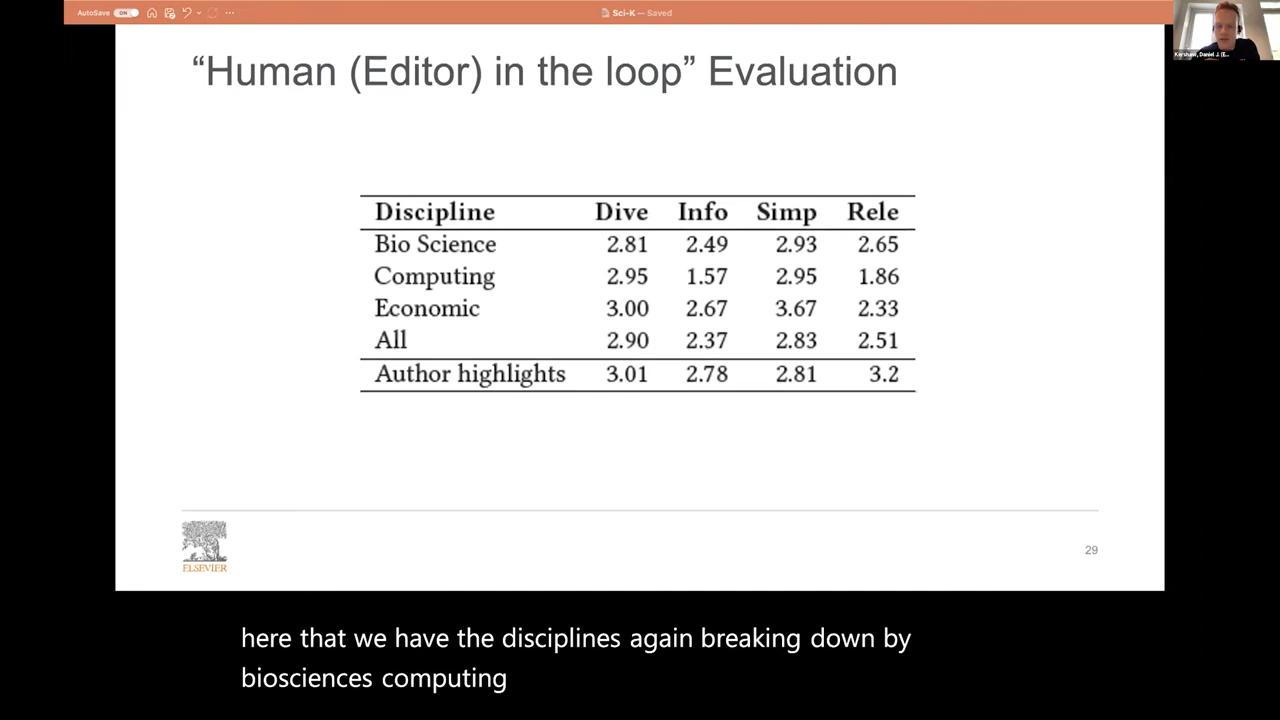 AutoSave ON ... Sci-K — Saved
Kershaw, Daniel J. (E...
“Human (Editor) in the loop” Evaluation
Discipline Dive Info Simp Rele
Bio Science 2.81 2.49 2.93 2.65
Computing 2.95 1.57 2.95 1.86
Economic 3.00 2.67 3.67 2.33
All 2.90 2.37 2.83 2.51
Author highlights 3.01 2.78 2.81 3.2
ELSEVIER
29
here that we have the disciplines again breaking down by
biosciences computing